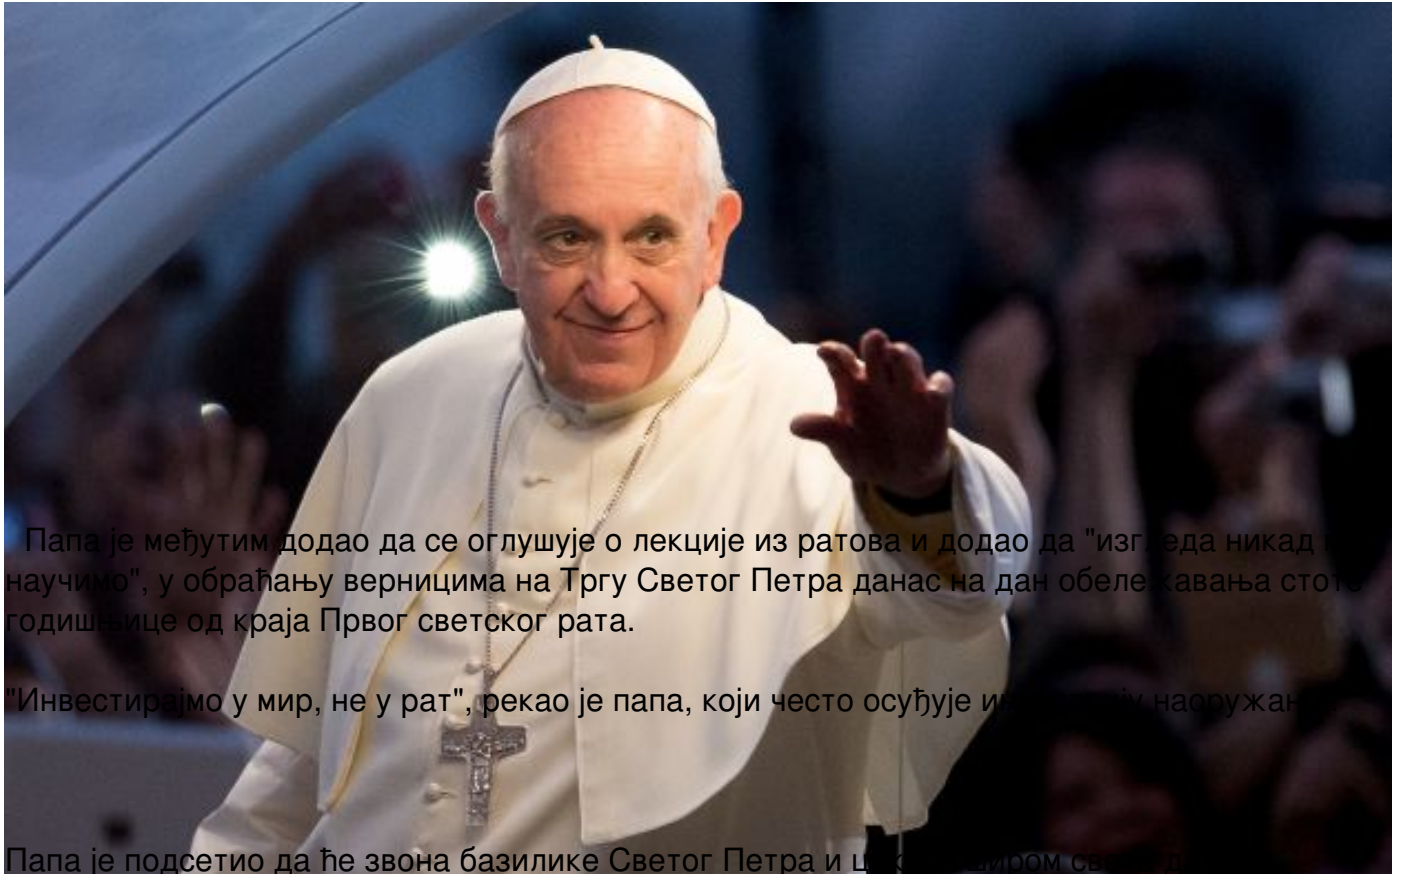 Папа је међутим додао да се оглушује о лекције из ратова и додао да "изгледа никад
научимо", у обраћању верницима на Тргу Светог Петра данас на дан обележавања
годишњице од краја Првог светског рата.
"Инвестирајмо у мир, не у рат", рекао је папа, који често осуђује
Папа је подсетио да ће звона базилике Светог Петра и